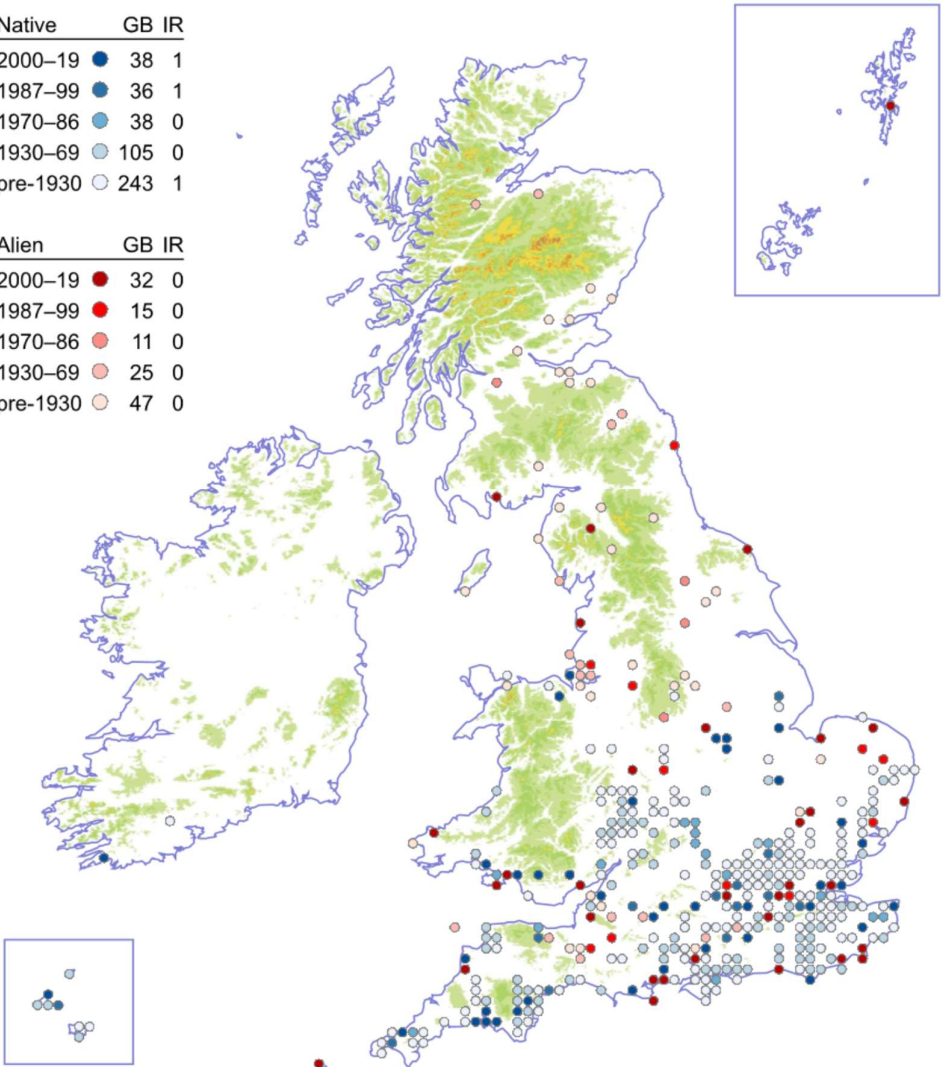 Native GB IR
2000–19 38 1
1987–99 36 1
1970–86 38 0
1930–69 105 0
pre-1930 243 1
Alien GB IR
2000–19 32 0
1987–99 15 0
1970–86 11 0
1930–69 25 0
pre-1930 47 0